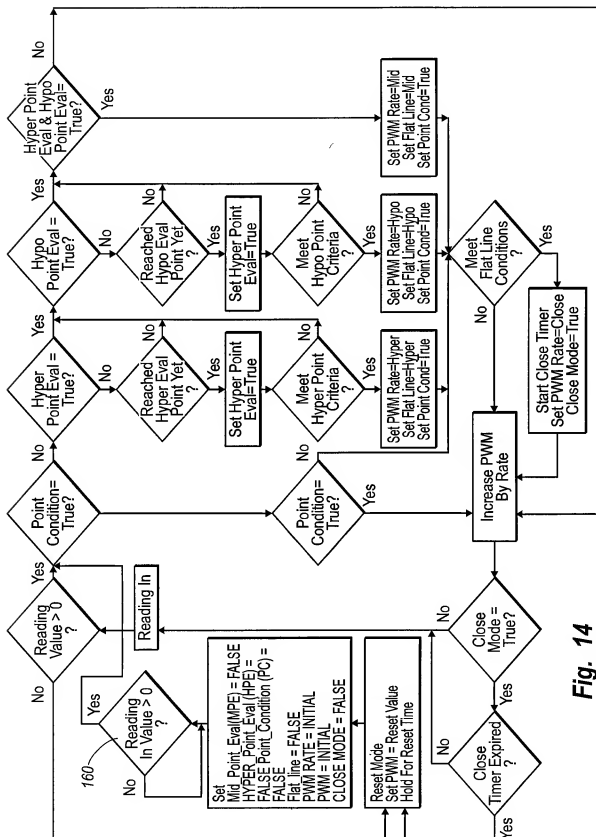 Reading
Value > 0
?
No
Yes
Point
Condition=
True?
No
Hyper
Point Eval =
True?
Yes
No
Hypo
Point Eval =
True?
Yes
No
Hyper Point
Eval & Hypo
Point Eval=
True?
No
Yes
Reached
Hyper Eval
Point Yet,
?
No
Yes
Reached
Hypo Eval
Point Yet,
?
No
Yes
Reading In
Yes
160
Reading
In Value > 0
?
No
Set Hyper Point
Eval=True
Set Hyper Point
Eval=True
Point
Condition=
True?
No
Yes
Meet
Hyper Point
Criteria
?
No
Yes
Meet
Hypo Point
Criteria
?
No
Yes
Set
Mid_Point_Eval(MPE) = FALSE
HYPER_Point_Eval (HPE) =
FALSE Point_Condition (PC) =
FALSE
Flat_line = FALSE
PWM RATE = INITIAL
PWM = INITIAL
CLOSE MODE = FALSE
Set PWM Rate=Hyper
Set Flat Line=Hyper
Set Point Cond=True
Set PWM Rate=Hypo
Set Flat Line=Hypo
Set Point Cond=True
Set PWM Rate=Mid
Set Flat Line=Mid
Set Point Cond=True
Reset Mode
Set PWM = Reset Value
Hold For Reset Time
Increase PWM
By Rate
Meet
Flat Line
Conditions
?
No
Yes
Close
Timer Expired
?
No
Yes
Close
Mode =
True?
No
Yes
Start Close Timer
Set PWM Rate=Close
Close Mode=True
Fig. 14